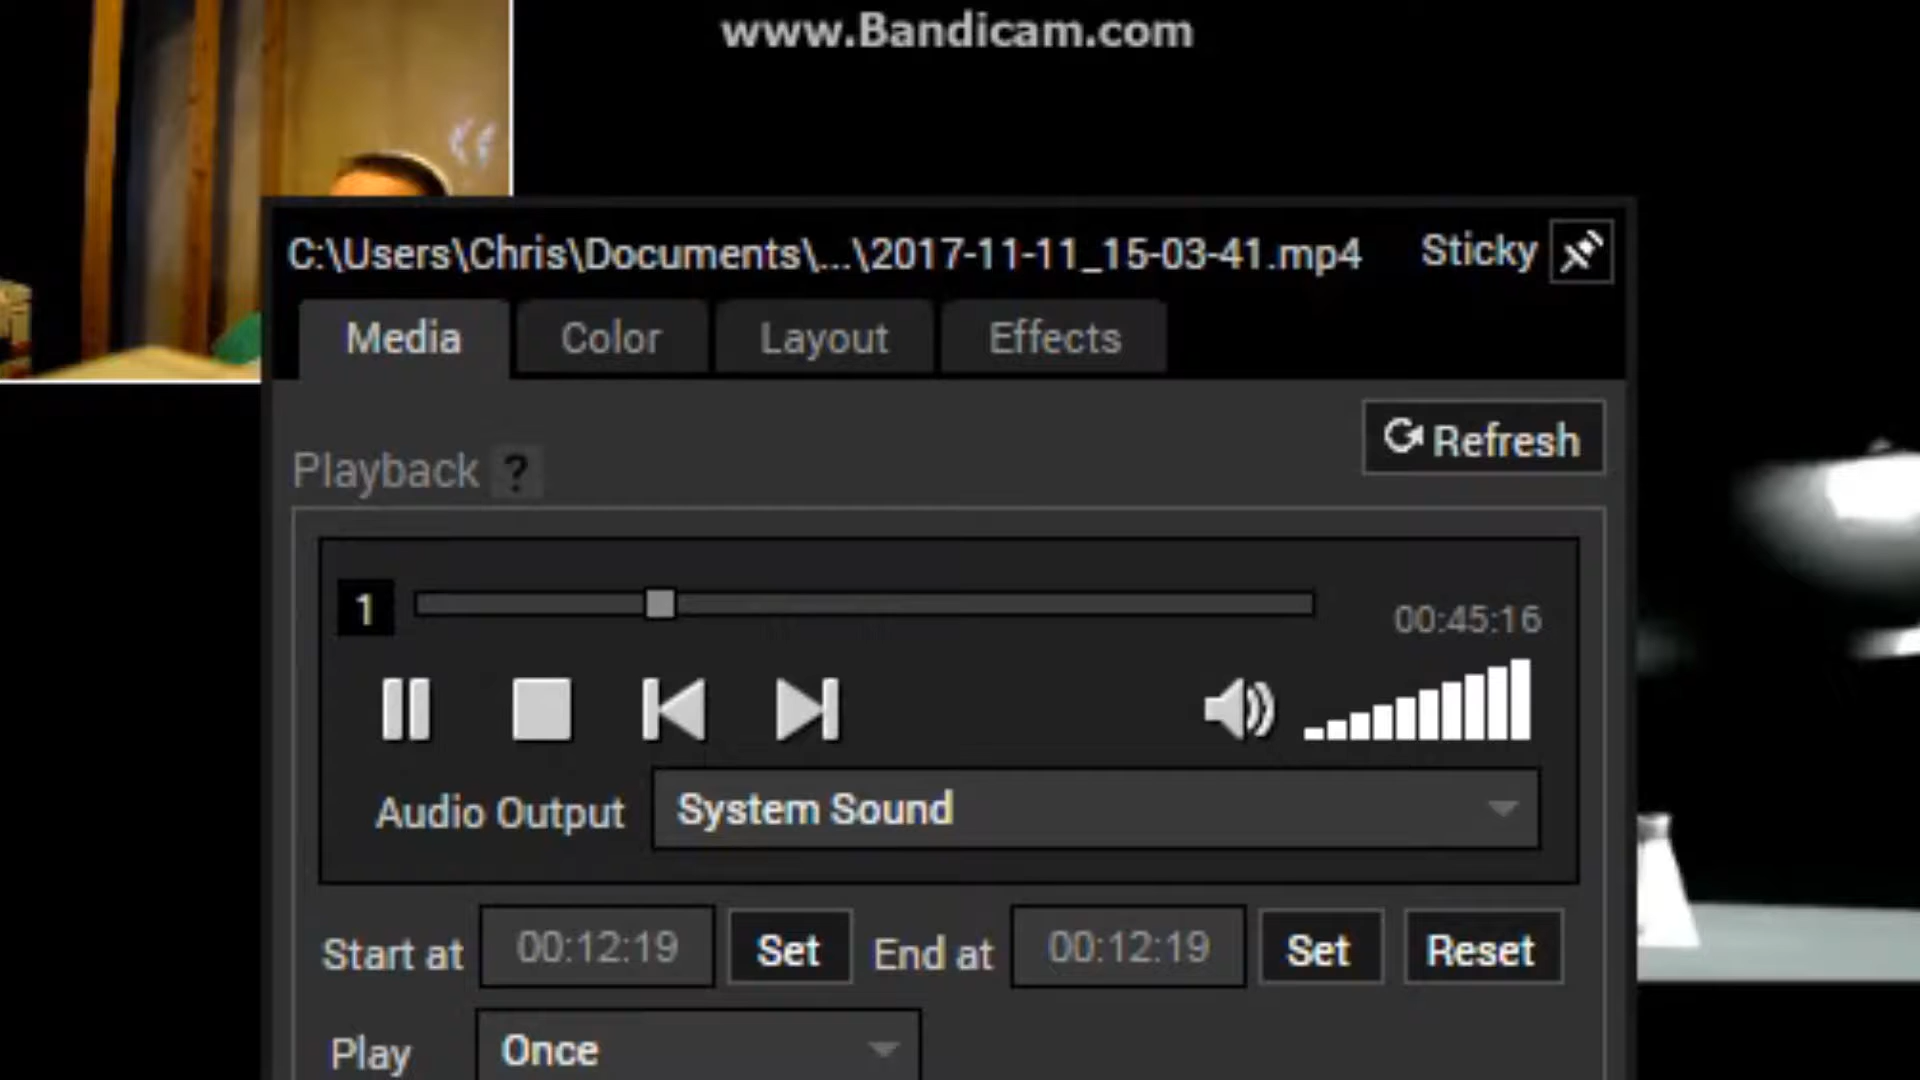 www.Bandicam.com
C:\Users\Chris\Documents\...\2017-11-11_15-03-41.mp4 Sticky
Media Color Layout Effects
Refresh
Playback ?
1 00:45:16
Audio Output System Sound
Start at 00:12:19 Set End at 00:12:19 Set Reset
Play Once